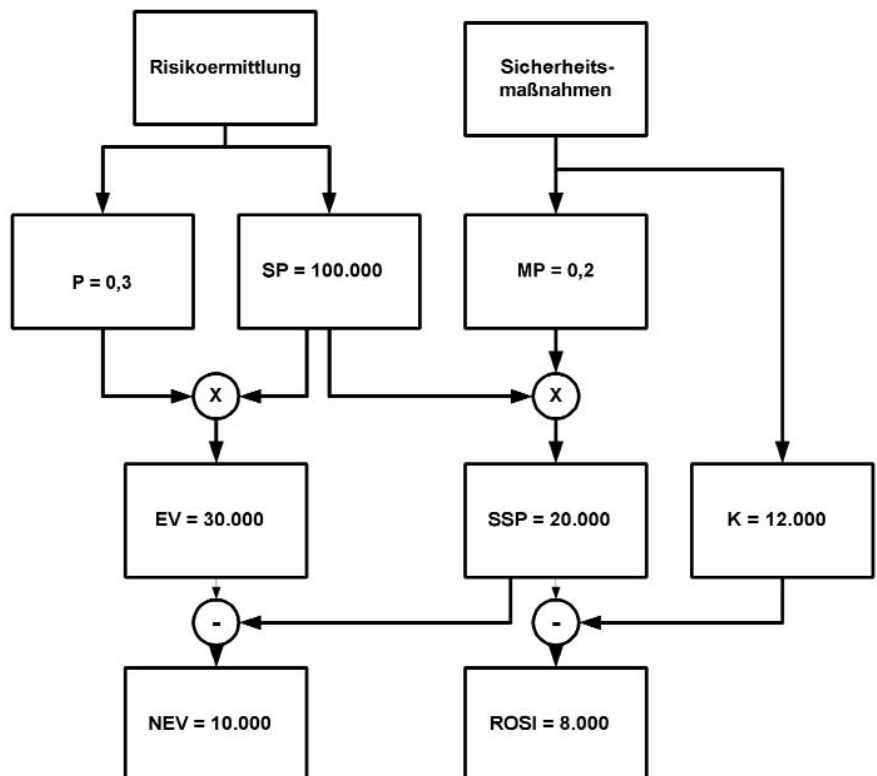 Risikoermittlung
Sicherheits-
maßnahmen
P = 0,3
SP = 100.000
MP = 0,2
X
X
EV = 30.000
SSP = 20.000
K = 12.000
-
-
NEV = 10.000
ROSI = 8.000